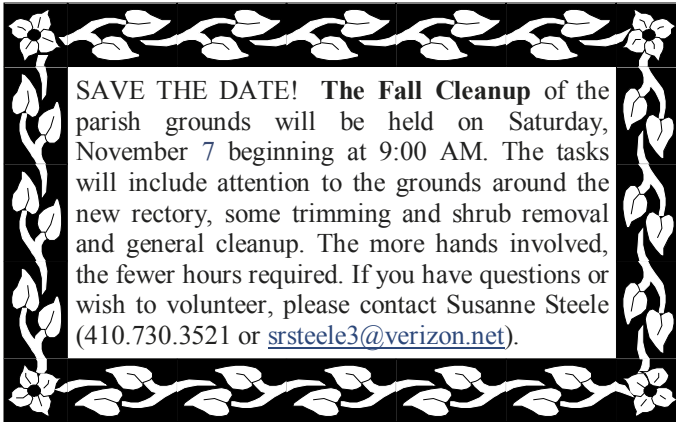 SAVE THE DATE! The Fall Cleanup of the
parish grounds will be held on Saturday,
November 7 beginning at 9:00 AM. The tasks
will include attention to the grounds around the
new rectory, some trimming and shrub removal
and general cleanup. The more hands involved,
the fewer hours required. If you have questions or
wish to volunteer, please contact Susanne Steele
(410.730.3521 or srsteele3@verizon.net).